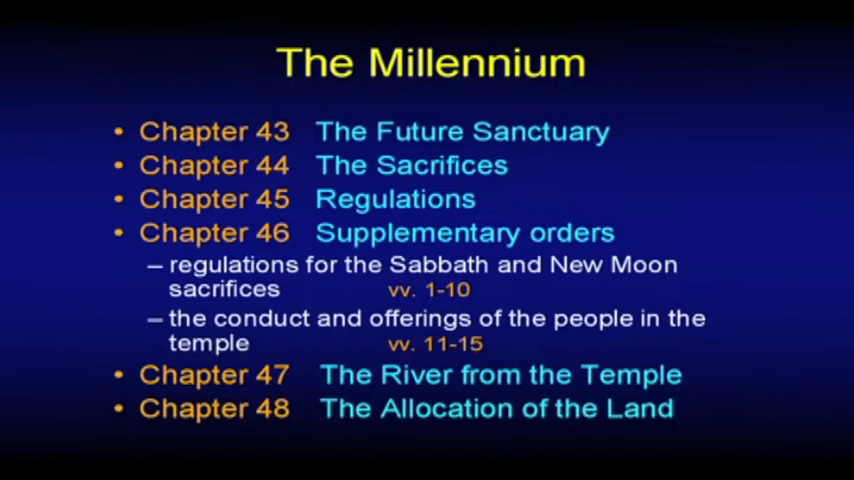 The Millennium
• Chapter 43 The Future Sanctuary
• Chapter 44 The Sacrifices
• Chapter 45 Regulations
• Chapter 46 Supplementary orders
– regulations for the Sabbath and New Moon
sacrifices vv. 1-10
– the conduct and offerings of the people in the
temple vv. 11-15
• Chapter 47 The River from the Temple
• Chapter 48 The Allocation of the Land